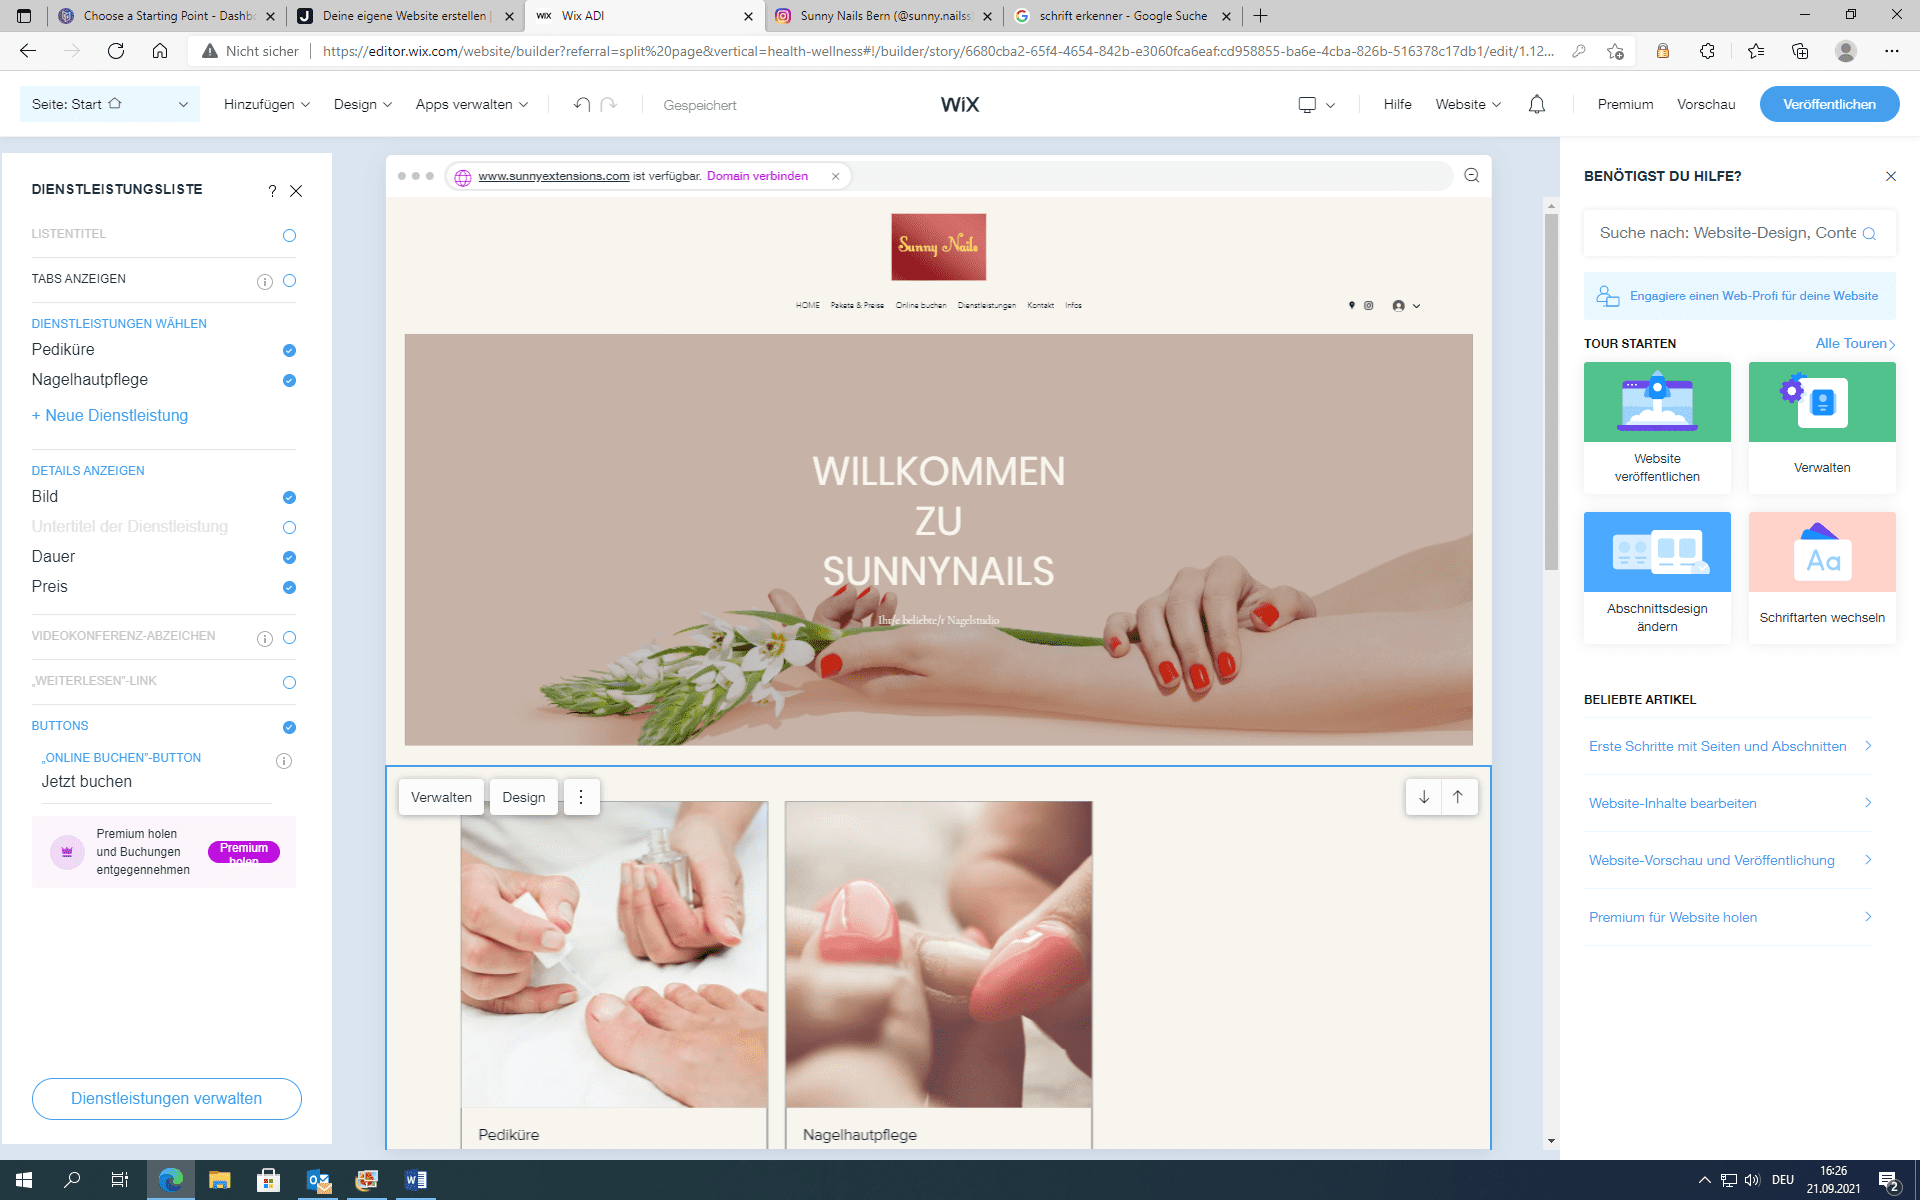 Choose a Starting Point - Dashb
Deine eigene Website erstellen |
WiX Wix ADI
Sunny Nails Bern (@sunny.nailss
schrift erkenner - Google Suche
Nicht sicher
https://editor.wix.com/website/builder?referral=split%20page&vertical=health-wellness#!/builder/story/6680cba2-65f4-4654-842b-e3060fca6eaf:cd958855-ba6e-4cba-826b-516378c17db1/edit/1.12...
Seite: Start
Hinzufügen
Design
Apps verwalten
Gespeichert
WiX
Hilfe
Website
Premium
Vorschau
Veröffentlichen
DIENSTLEISTUNGSLISTE
?
LISTENTITEL
TABS ANZEIGEN
DIENSTLEISTUNGEN WÄHLEN
Pediküre
Nagelhautpflege
+ Neue Dienstleistung
DETAILS ANZEIGEN
Bild
Untertitel der Dienstleistung
Dauer
Preis
VIDEOKONFERENZ-ABZEICHEN
„WEITERLESEN"-LINK
BUTTONS
„ONLINE BUCHEN"-BUTTON
Jetzt buchen
Premium holen
und Buchungen
entgegennehmen
Premium
holen
Dienstleistungen verwalten
www.sunnyextensions.com ist verfügbar. Domain verbinden
Sunny Nails
HOME Pakete & Preise Online buchen Dienstleistungen Kontakt Infos
WILLKOMMEN
ZU
SUNNYNAILS
Ihr/e beliebte/r Nagelstudio
Verwalten
Design
Pediküre
Nagelhautpflege
BENÖTIGST DU HILFE?
Suche nach: Website-Design, Conte
Engagiere einen Web-Profi für deine Website
TOUR STARTEN
Alle Touren
Website
veröffentlichen
Verwalten
Aa
Abschnittsdesign
ändern
Schriftarten wechseln
BELIEBTE ARTIKEL
Erste Schritte mit Seiten und Abschnitten
Website-Inhalte bearbeiten
Website-Vorschau und Veröffentlichung
Premium für Website holen
DEU
16:26
21.09.2021
2